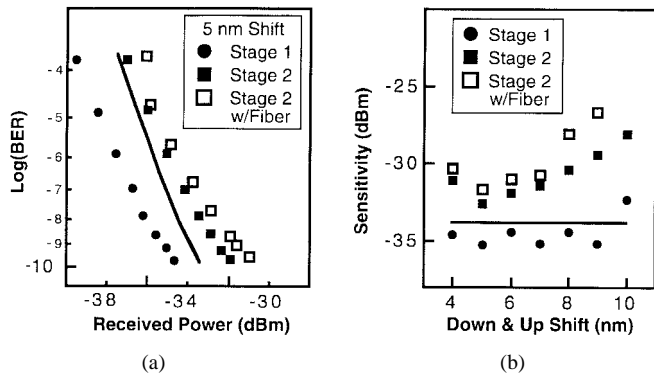 5 nm Shift
Stage 1
Stage 2
Stage 2
w/Fiber
Log(BER)
-4
-5
-6
-7
-8
-9
-10
-38
-34
-30
Received Power (dBm)
(a)
Stage 1
Stage 2
Stage 2
w/Fiber
Sensitivity (dBm)
-25
-30
-35
4
6
8
10
Down & Up Shift (nm)
(b)